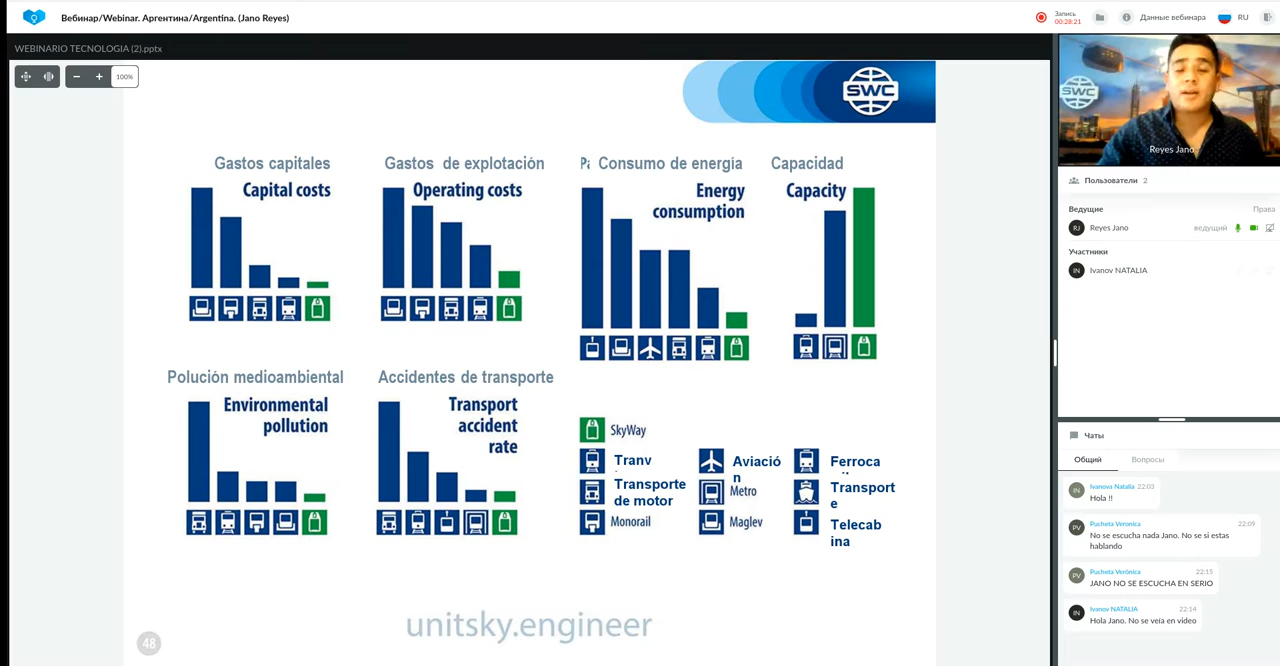 Вебинар/Webinar. Аргентина/Argentina. (Jano Reyes)
Запись
00:28:21
Данные вебинара
RU
WEBINARIO TECNOLOGIA (2).pptx
100%
SWC
Gastos capitales
Capital costs
Gastos de explotación
Operating costs
Consumo de energía
Energy
consumption
Capacidad
Capacity
Polución medioambiental
Environmental
pollution
Accidentes de transporte
Transport
accident
rate
SkyWay
Tranv
Transporte
de motor
Monorail
Aviació
n
Metro
Maglev
Ferroca
Transport
e
Telecab
ina
unitsky.engineer
48
SWC
Reyes Jano
Пользователи 2
Ведущие
Права
RJ
Reyes Jano
ведущий
Участники
IN
Ivanov NATALIA
Чаты
Общий
Вопросы
IN
Ivanova Natalia 22:03
Hola !!
PV
Pucheta Veronica 22:09
No se escucha nada Jano. No se si estas
hablando
PV
Pucheta Verónica 22:15
JANO NO SE ESCUCHA EN SERIO
IN
Ivanov NATALIA 22:14
Hola Jano. No se veía en video